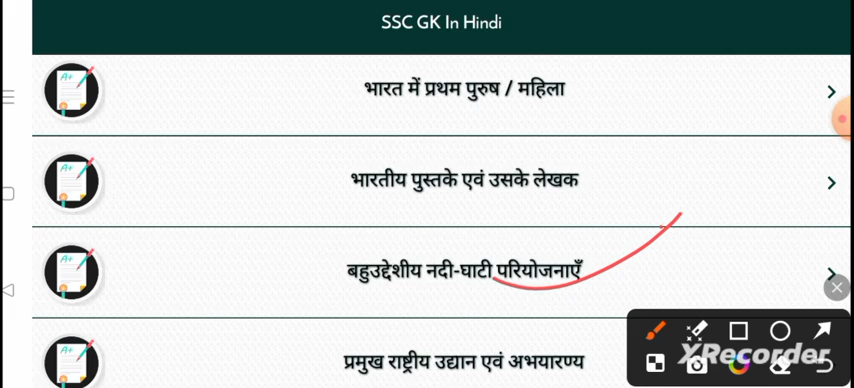 SSC GK In Hindi
भारत में प्रथम पुरुष / महिला
भारतीय पुस्तके एवं उसके लेखक
बहुउद्देशीय नदी-घाटी परियोजनाएँ
प्रमुख राष्ट्रीय उद्यान एवं अभयारण्य
A+
A+
A+
A+
XRecorder